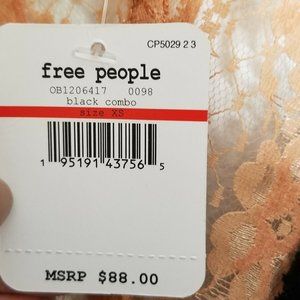 CP5029 2 3
free people
OB1206417 0098
black combo
size XS
1 95191 43756 5
MSRP $88.00